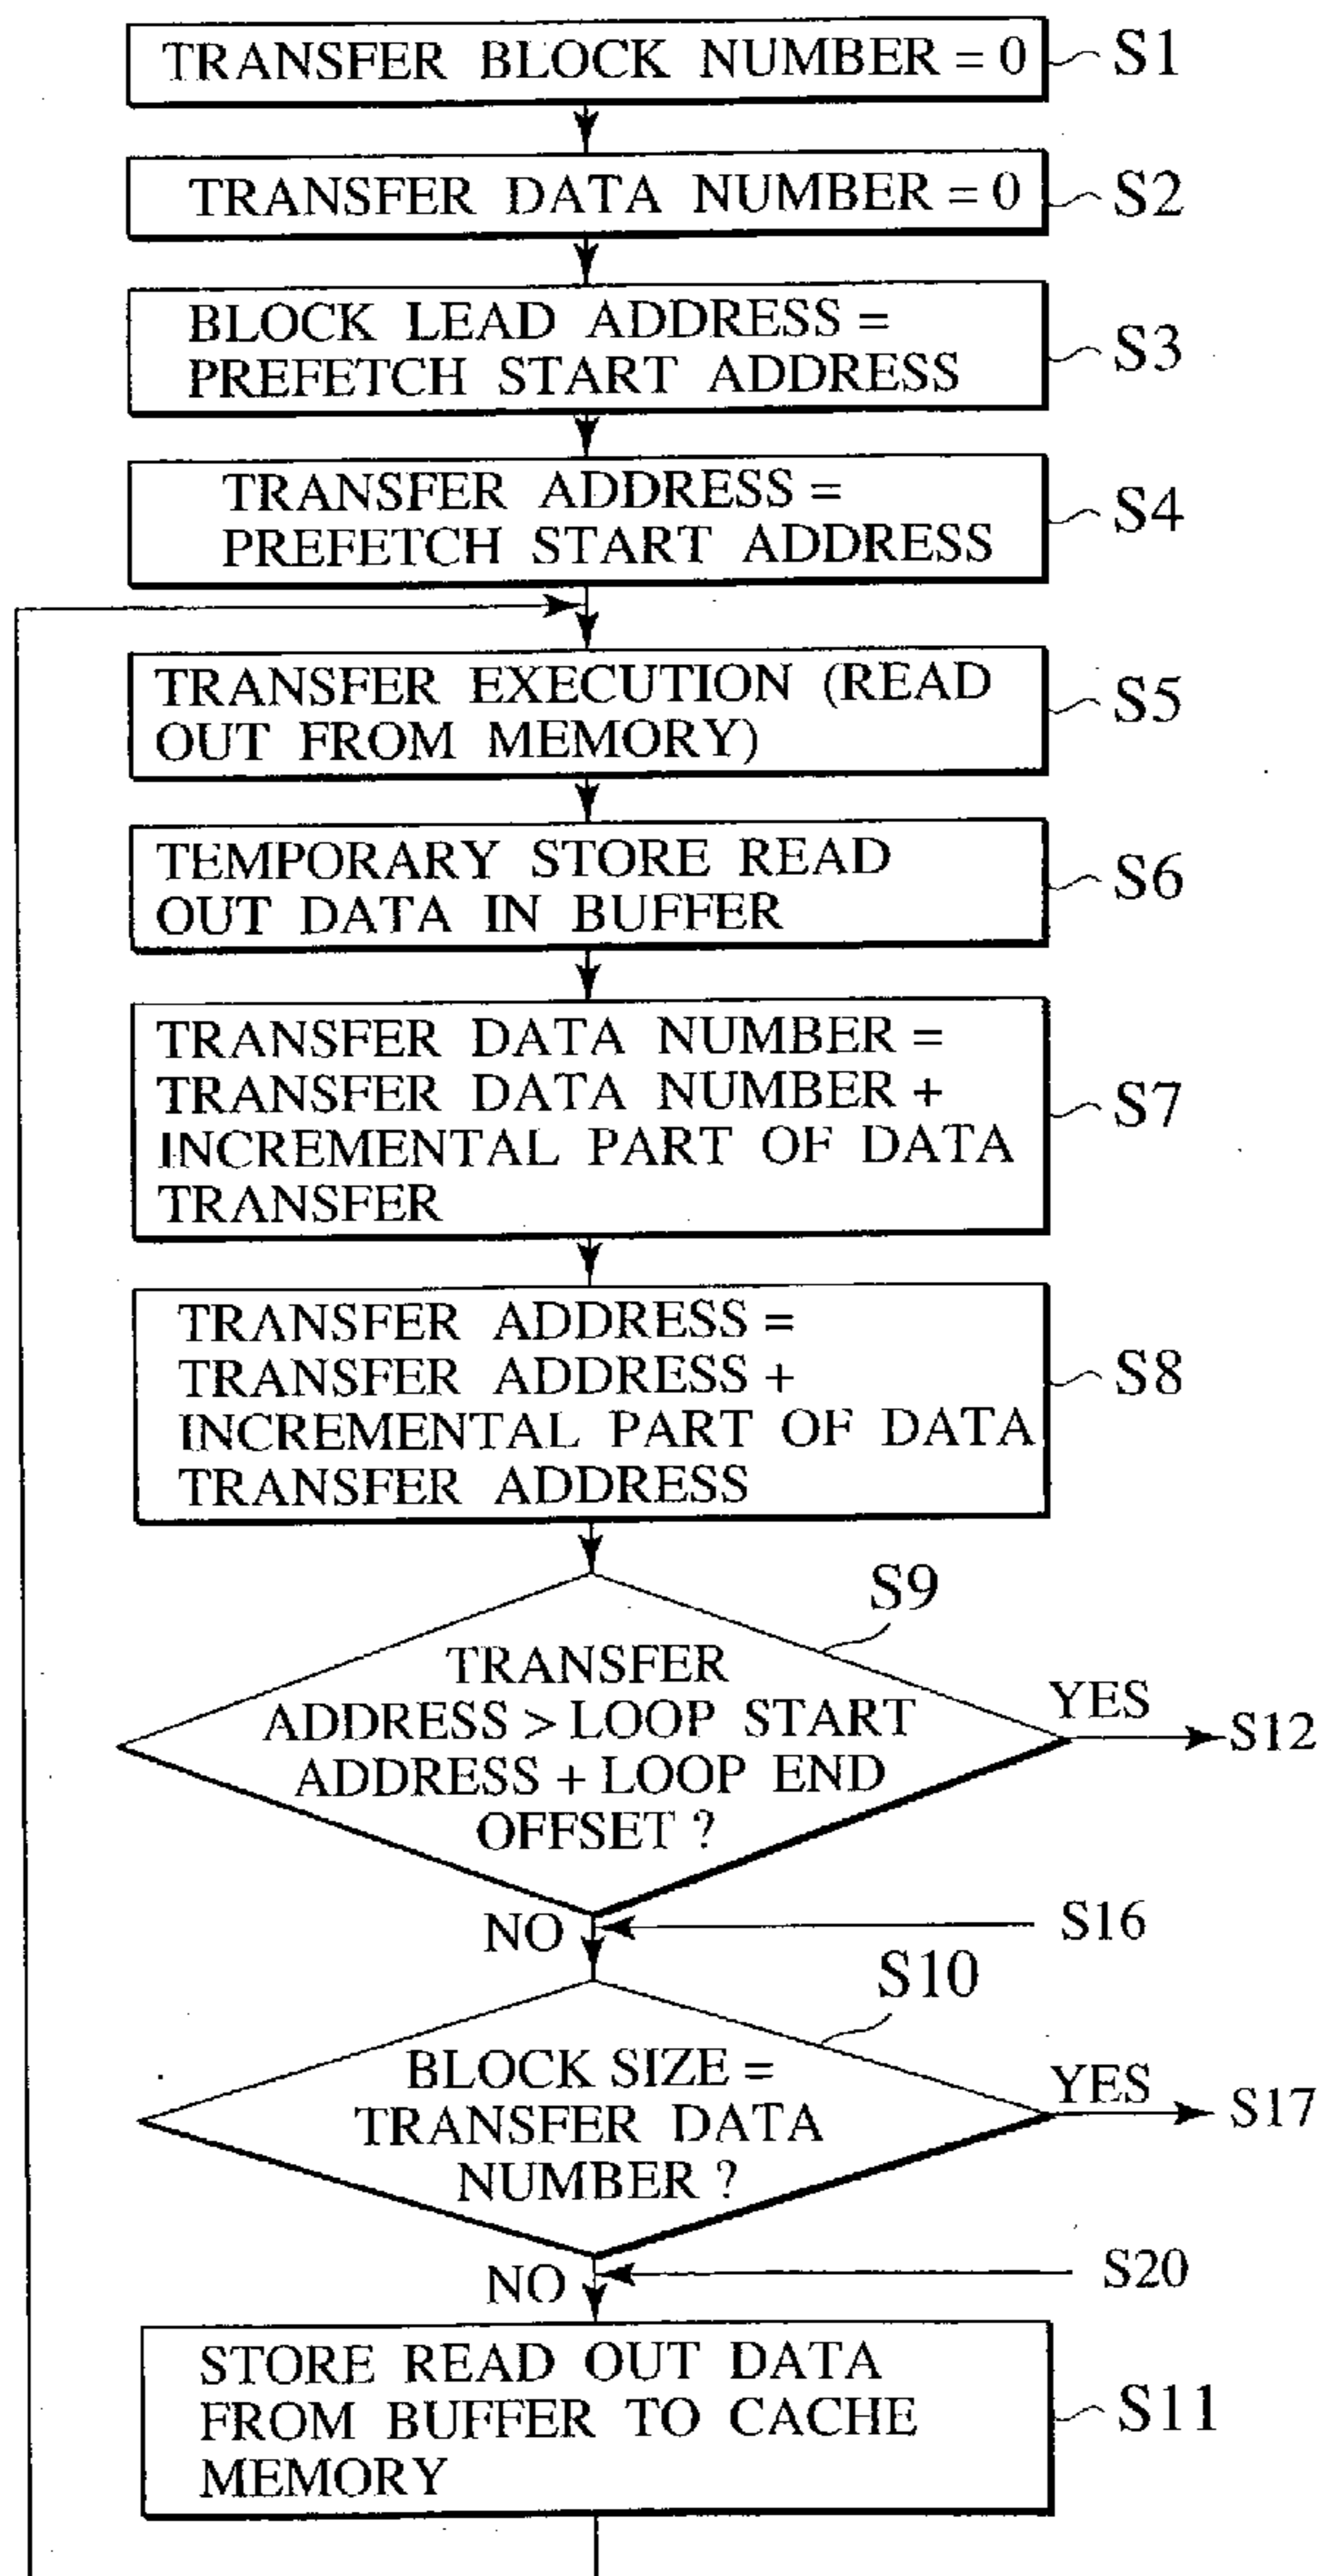 TRANSFER BLOCK NUMBER = 0
S1
TRANSFER DATA NUMBER = 0
S2
BLOCK LEAD ADDRESS =
PREFETCH START ADDRESS
S3
TRANSFER ADDRESS =
PREFETCH START ADDRESS
S4
TRANSFER EXECUTION (READ
OUT FROM MEMORY)
S5
TEMPORARY STORE READ
OUT DATA IN BUFFER
S6
TRANSFER DATA NUMBER =
TRANSFER DATA NUMBER +
INCREMENTAL PART OF DATA
TRANSFER
S7
TRANSFER ADDRESS =
TRANSFER ADDRESS +
INCREMENTAL PART OF DATA
TRANSFER ADDRESS
S8
S9
TRANSFER
ADDRESS > LOOP START
ADDRESS + LOOP END
OFFSET ?
YES
S12
NO
S16
S10
BLOCK SIZE =
TRANSFER DATA
NUMBER ?
YES
S17
NO
S20
STORE READ OUT DATA
FROM BUFFER TO CACHE
MEMORY
S11